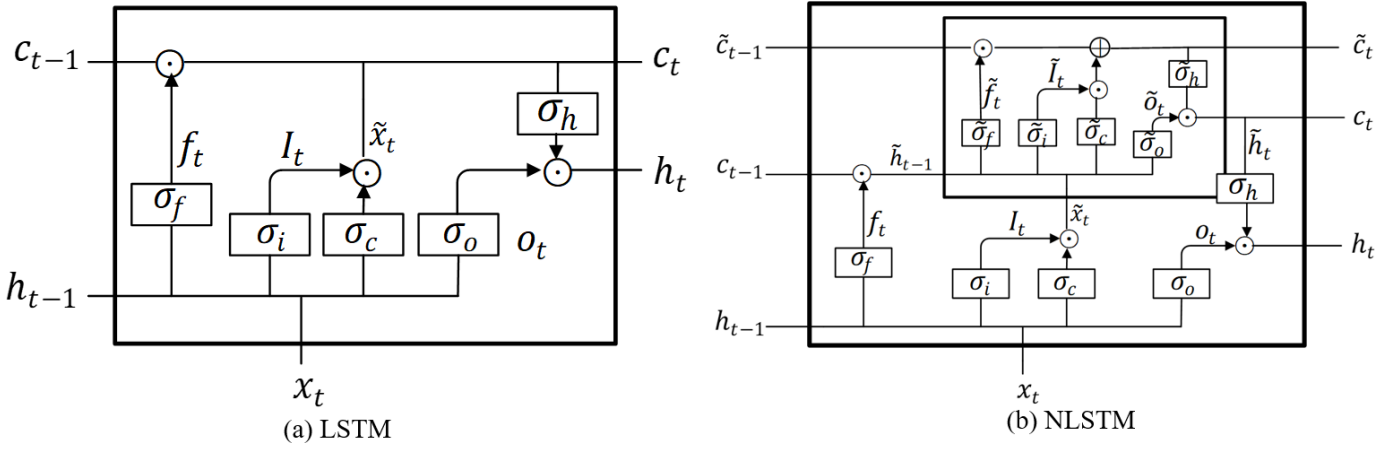 c_{t−1}
c_t
σ_h
x̃_t
f_t
I_t
h_t
σ_f
σ_i
σ_c
σ_o
o_t
h_{t−1}
x_t
(a) LSTM
c̃_{t−1}
c̃_t
Ĩ_t
σ̃_h
f̃_t
õ_t
c_t
σ̃_f
σ̃_i
σ̃_c
σ̃_o
h̃_t
c_{t−1}
h̃_{t−1}
σ_h
x̃_t
f_t
I_t
o_t
h_t
σ_f
σ_i
σ_c
σ_o
h_{t−1}
x_t
(b) NLSTM